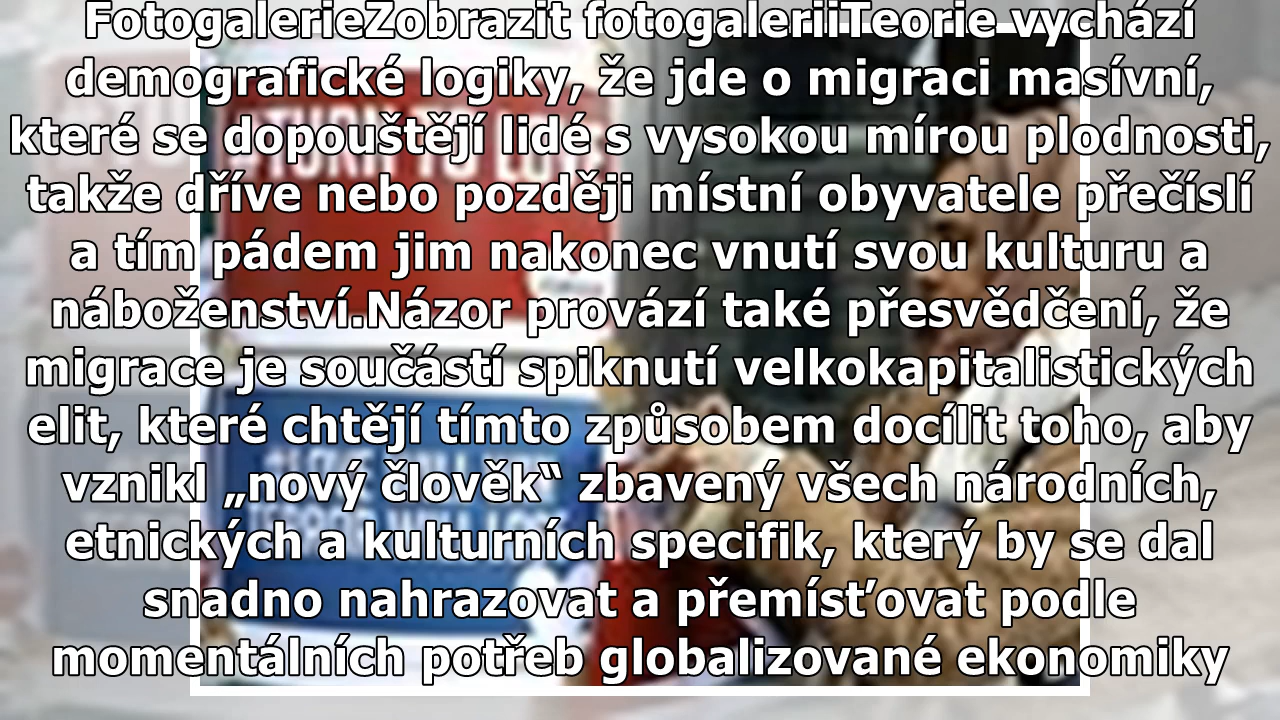 FotogalerieZobrazit fotogaleriiTeorie vychází
demografické logiky, že jde o migraci masívní,
které se dopouštějí lidé s vysokou mírou plodnosti,
takže dříve nebo později místní obyvatele přečíslí
a tím pádem jim nakonec vnutí svou kulturu a
náboženství.Názor provází také přesvědčení, že
migrace je součástí spiknutí velkokapitalistických
elit, které chtějí tímto způsobem docílit toho, aby
vznikl „nový člověk“ zbavený všech národních,
etnických a kulturních specifik, který by se dal
snadno nahrazovat a přemísťovat podle
momentálních potřeb globalizované ekonomiky